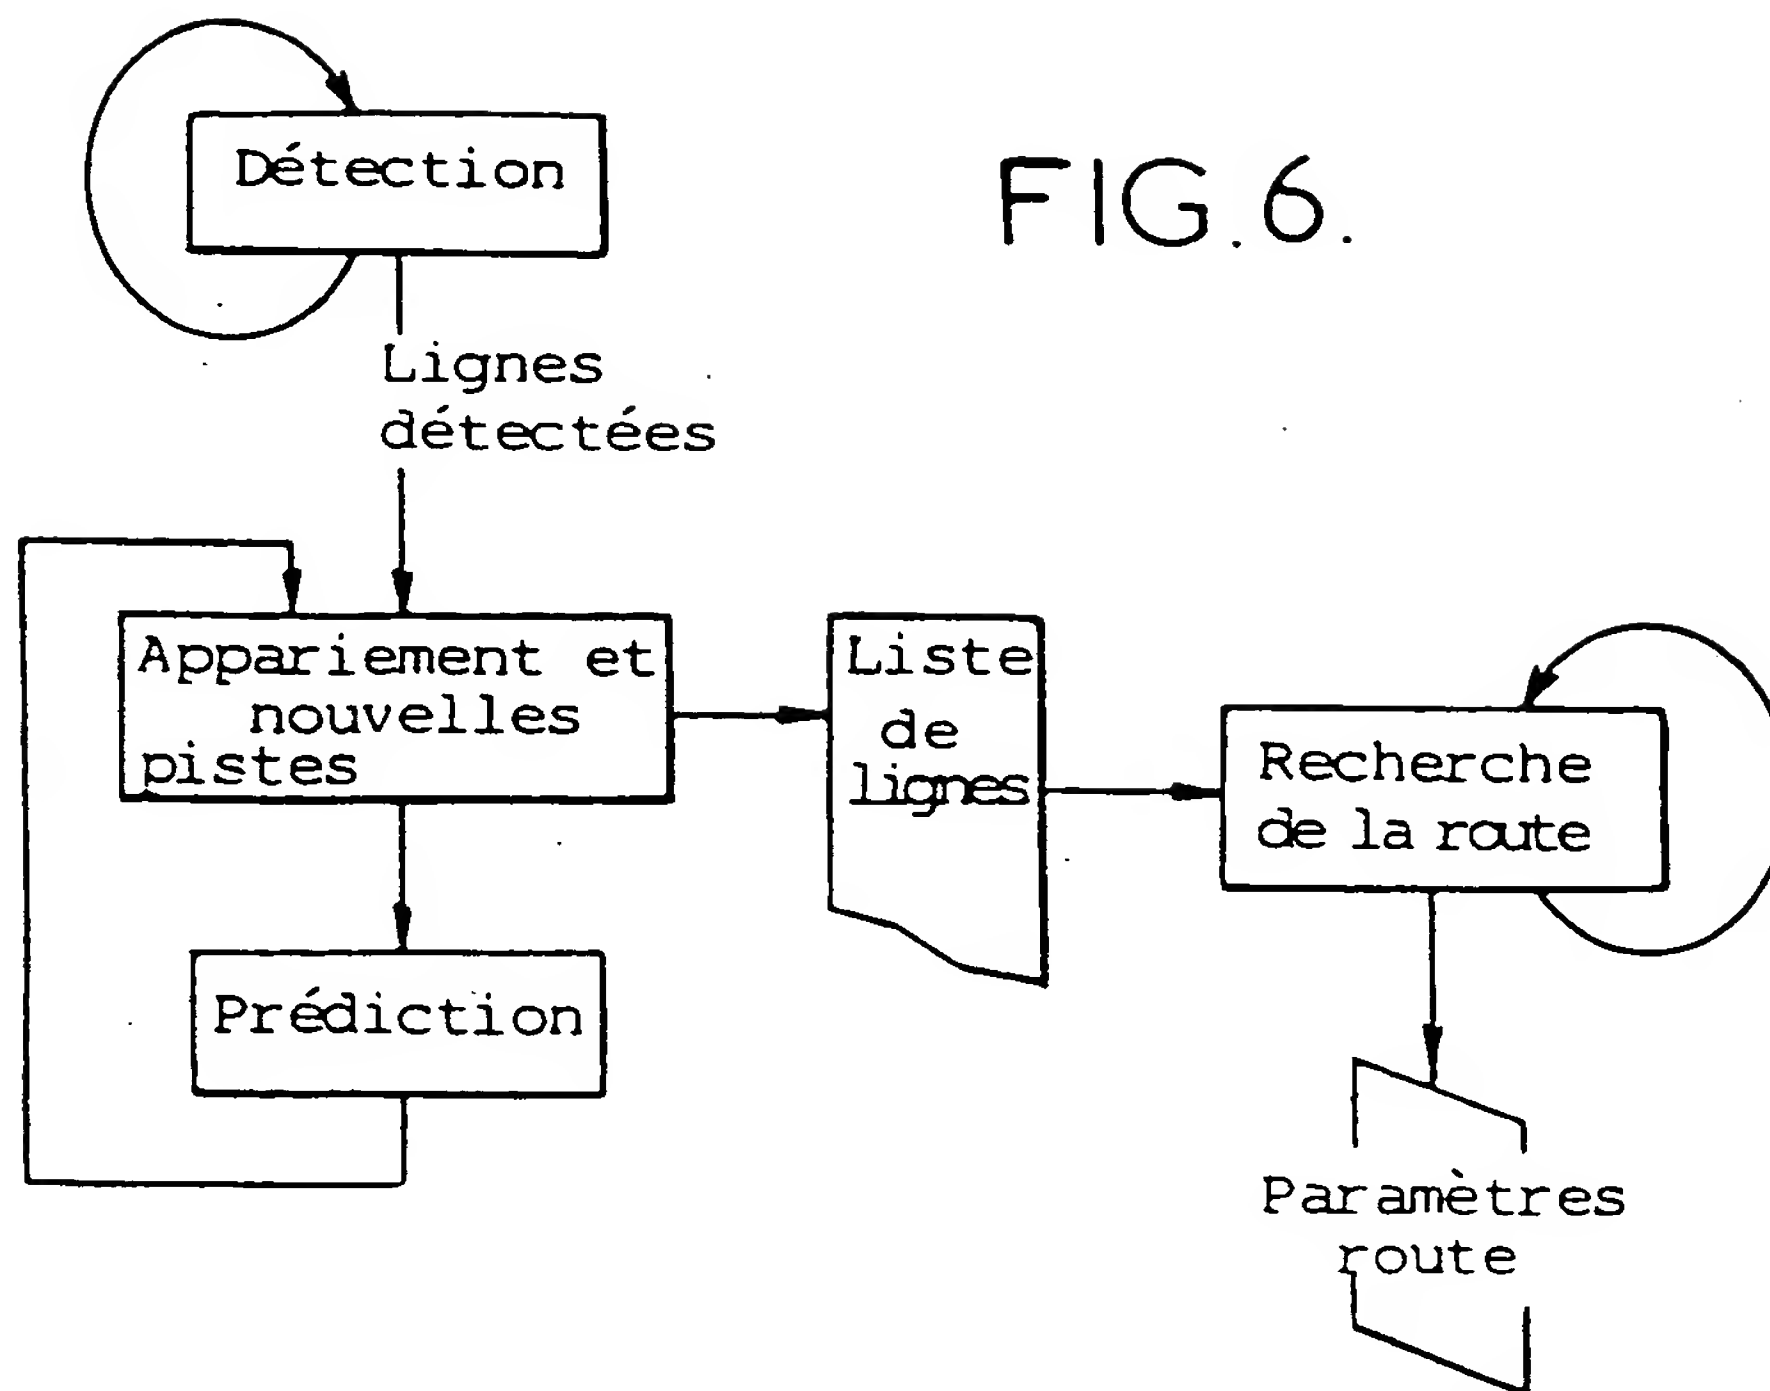 Détection
FIG.6.
Lignes
détectées
Appariement et
nouvelles
pistes
Liste
de
lignes
Recherche
de la route
Prédiction
Paramètres
route